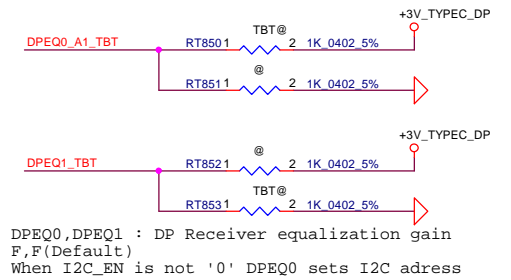 +3V_TYPEC_DP
TBT@
DPEQ0_A1_TBT RT850 1 2 1K_0402_5%
@
RT851 1 2 1K_0402_5%
+3V_TYPEC_DP
@
DPEQ1_TBT RT852 1 2 1K_0402_5%
TBT@
RT853 1 2 1K_0402_5%
DPEQ0,DPEQ1 : DP Receiver equalization gain
F,F(Default)
When I2C_EN is not '0' DPEQ0 sets I2C adress